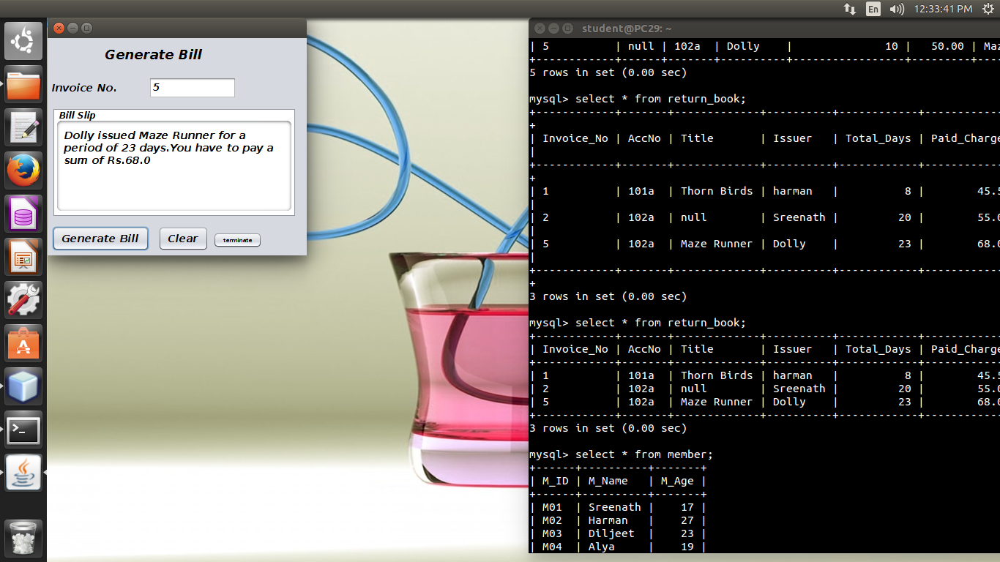 En 12:33:41 PM
Generate Bill
Invoice No. 5
Bill Slip
Dolly issued Maze Runner for a
period of 23 days.You have to pay a
sum of Rs.68.0
Generate Bill Clear terminate
student@PC29: ~
| 5          | null | 102a  | Dolly    |              10 |   50.00 | Maz
+------------+------+-------+----------+-----------------+---------+----
5 rows in set (0.00 sec)
mysql> select * from return_book;
+------------+-------+-------------+----------+------------+------------
+
| Invoice_No | AccNo | Title       | Issuer   | Total_Days | Paid_Charge
|
+------------+-------+-------------+----------+------------+------------
+
| 1          | 101a  | Thorn Birds | harman   |          8 |        45.5
|
| 2          | 102a  | null        | Sreenath |         20 |        55.0
|
| 5          | 102a  | Maze Runner | Dolly    |         23 |        68.0
|
+------------+-------+-------------+----------+------------+------------
+
3 rows in set (0.00 sec)
mysql> select * from return_book;
+------------+-------+-------------+----------+------------+------------
| Invoice_No | AccNo | Title       | Issuer   | Total_Days | Paid_Charge
+------------+-------+-------------+----------+------------+------------
| 1          | 101a  | Thorn Birds | harman   |          8 |        45.5
| 2          | 102a  | null        | Sreenath |         20 |        55.0
| 5          | 102a  | Maze Runner | Dolly    |         23 |        68.0
+------------+-------+-------------+----------+------------+------------
3 rows in set (0.00 sec)
mysql> select * from member;
+------+----------+-------+
| M_ID | M_Name   | M_Age |
+------+----------+-------+
| M01  | Sreenath |    17 |
| M02  | Harman   |    27 |
| M03  | Diljeet  |    23 |
| M04  | Alya     |    19 |